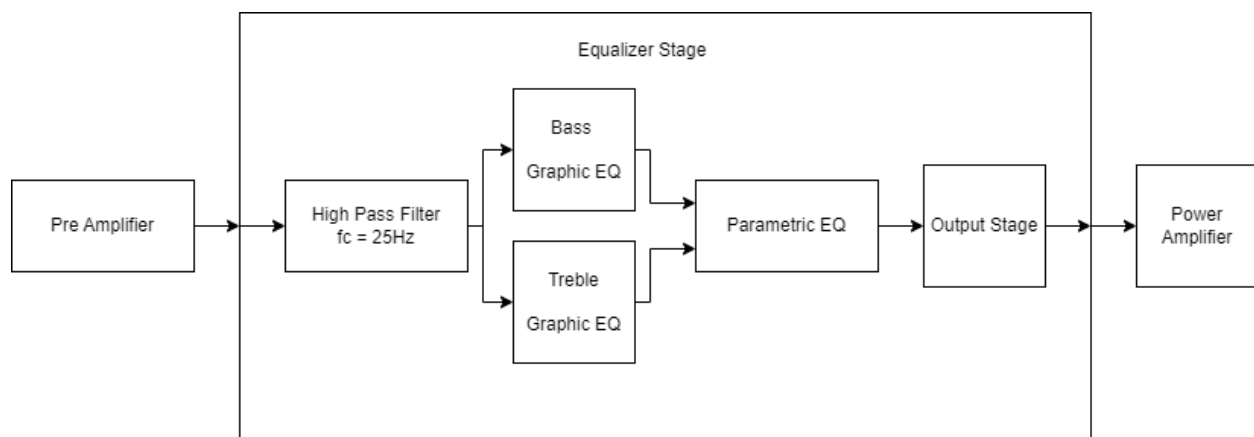 Equalizer Stage
Pre Amplifier
High Pass Filter
fc = 25Hz
Bass
Graphic EQ
Treble
Graphic EQ
Parametric EQ
Output Stage
Power
Amplifier